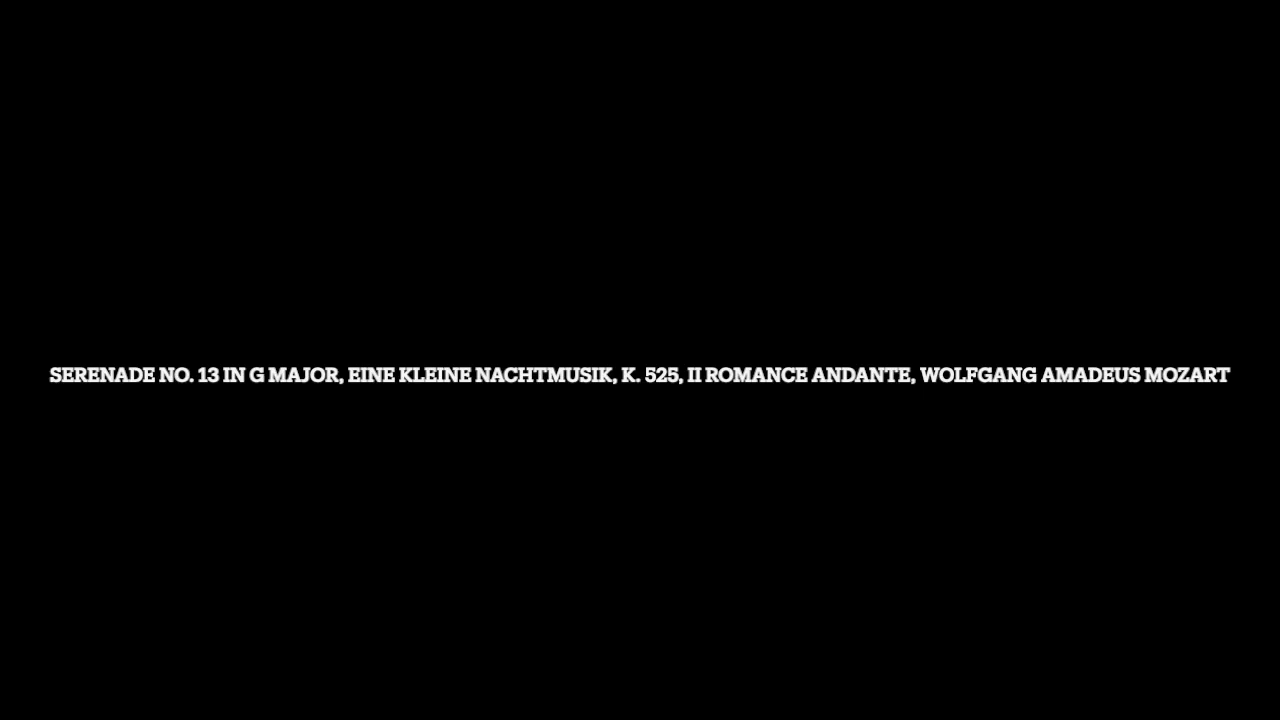 SERENADE NO. 13 IN G MAJOR, EINE KLEINE NACHTMUSIK, K. 525, II ROMANCE ANDANTE, WOLFGANG AMADEUS MOZART